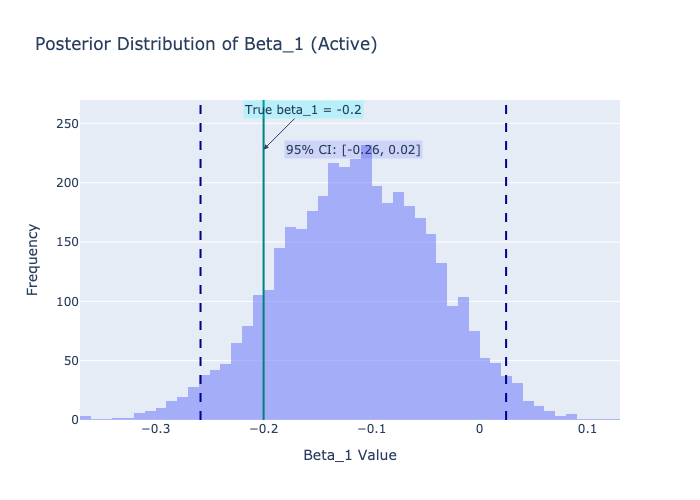 Posterior Distribution of Beta_1 (Active)
True beta_1 = -0.2
95% CI: [-0.26, 0.02]
Frequency
250
200
150
100
50
0
−0.3
−0.2
−0.1
0
0.1
Beta_1 Value